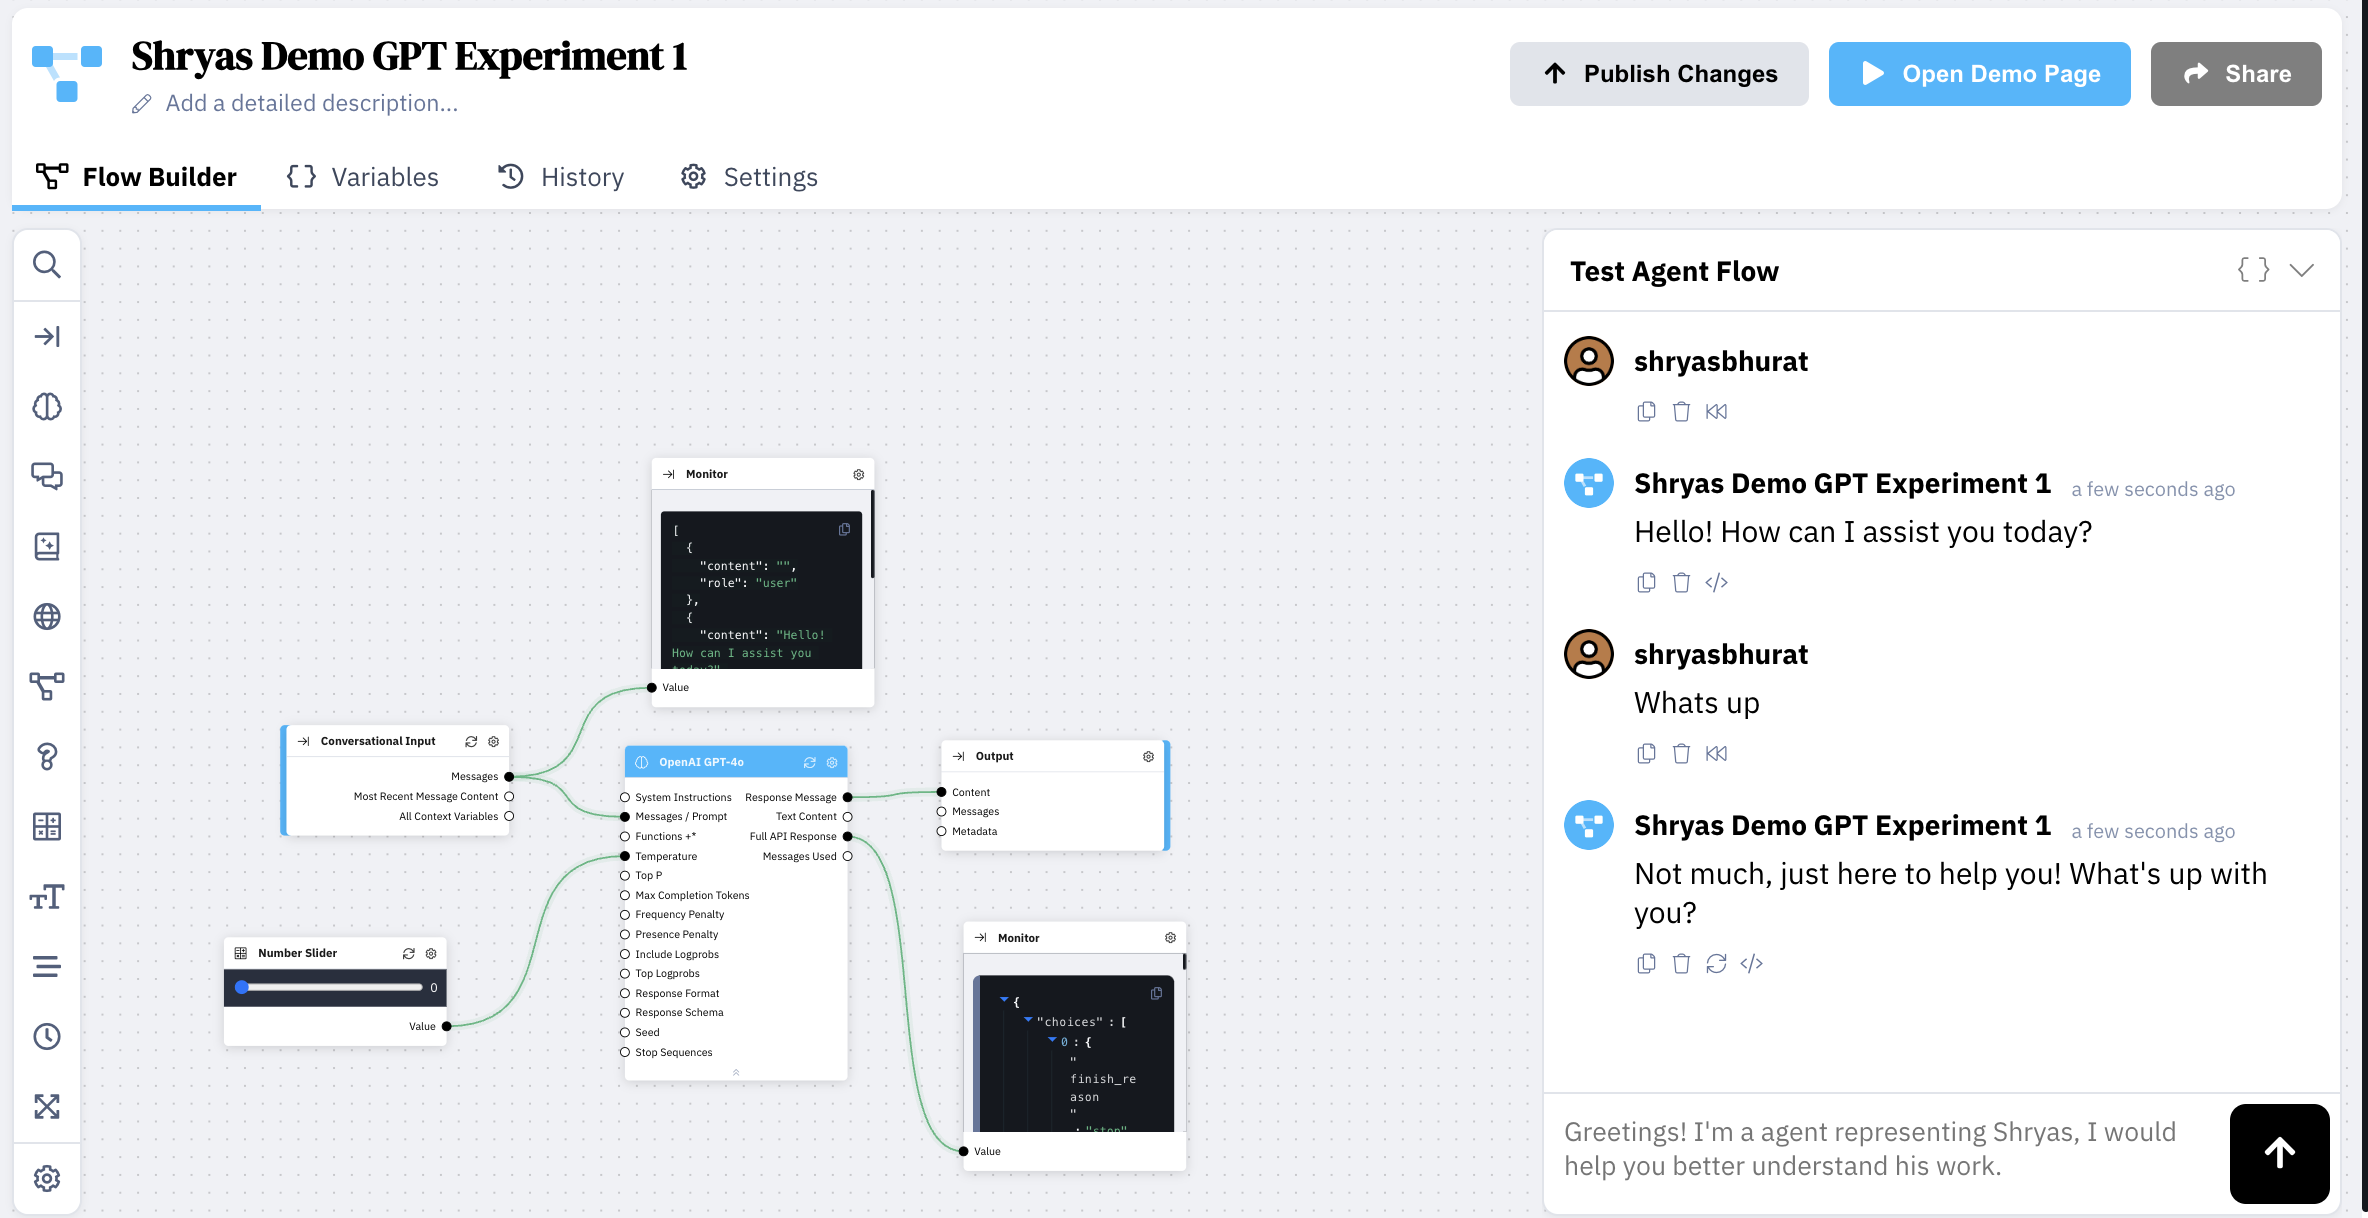 Shryas Demo GPT Experiment 1
Add a detailed description...
Publish Changes
Open Demo Page
Share
Flow Builder
{} Variables
History
Settings
Monitor
[
{
"content": "",
"role": "user"
},
{
"content": "Hello!
How can I assist you
today?"
Value
Conversational Input
Messages
Most Recent Message Content
All Context Variables
OpenAI GPT-4o
System Instructions Response Message
Messages / Prompt Text Content
Functions +* Full API Response
Temperature Messages Used
Top P
Max Completion Tokens
Frequency Penalty
Presence Penalty
Include Logprobs
Top Logprobs
Response Format
Response Schema
Seed
Stop Sequences
Output
Content
Messages
Metadata
Number Slider
0
Value
Monitor
{
"choices" : [
0 : {
"
finish_re
ason
"
: "stop"
Value
Test Agent Flow
{ }
shryasbhurat
Shryas Demo GPT Experiment 1 a few seconds ago
Hello! How can I assist you today?
</>
shryasbhurat
Whats up
Shryas Demo GPT Experiment 1 a few seconds ago
Not much, just here to help you! What's up with
you?
</>
Greetings! I'm a agent representing Shryas, I would
help you better understand his work.